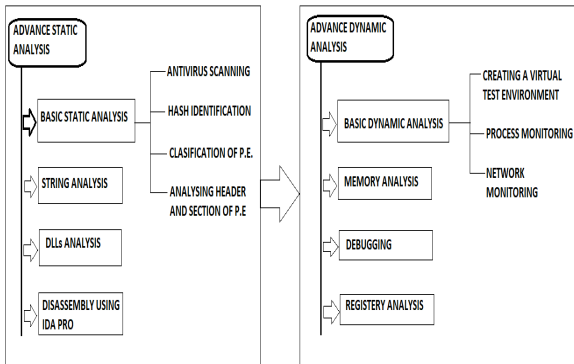 ADVANCE STATIC
ANALYSIS
BASIC STATIC ANALYSIS
ANTIVIRUS SCANNING
HASH IDENTIFICATION
CLASIFICATION OF P.E.
ANALYSING HEADER
AND SECTION OF P.E
STRING ANALYSIS
DLLs ANALYSIS
DISASSEMBLY USING
IDA PRO
ADVANCE DYNAMIC
ANALYSIS
BASIC DYNAMIC ANALYSIS
CREATING A VIRTUAL
TEST ENVIRONMENT
PROCESS MONITORING
NETWORK
MONITORING
MEMORY ANALYSIS
DEBUGGING
REGISTERY ANALYSIS